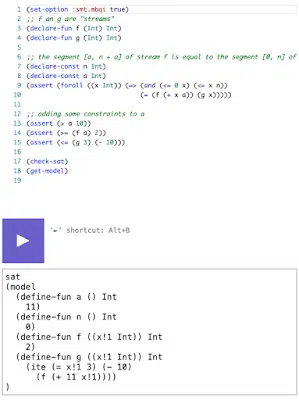 1 (set-option :smt.mbqi true)
2 ;; f an g are "streams"
3 (declare-fun f (Int) Int)
4 (declare-fun g (Int) Int)
5
6 ;; the segment [a, n + a] of stream f is equal to the segment [0, n] of
7 (declare-const n Int)
8 (declare-const a Int)
9 (assert (forall ((x Int)) (=> (and (<= 0 x) (<= x n))
10 (= (f (+ x a)) (g x)))))
11
12 ;; adding some constraints to a
13 (assert (> a 10))
14 (assert (>= (f a) 2))
15 (assert (<= (g 3) (- 10)))
16
17 (check-sat)
18 (get-model)
19
'►' shortcut: Alt+B
sat
(model
(define-fun a () Int
11)
(define-fun n () Int
0)
(define-fun f ((x!1 Int)) Int
2)
(define-fun g ((x!1 Int)) Int
(ite (= x!1 3) (- 10)
(f (+ 11 x!1))))
)